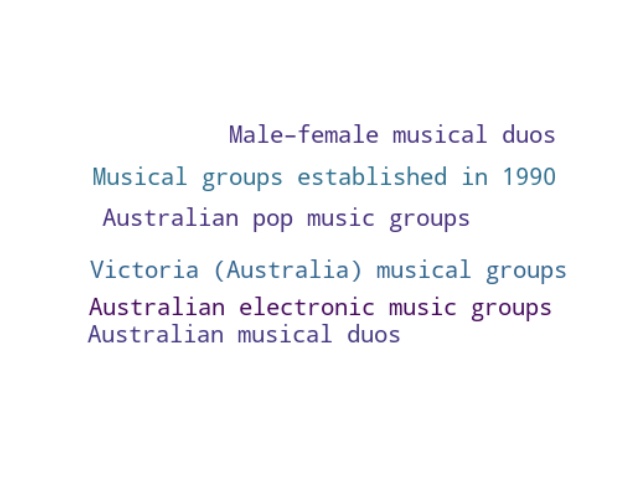 Male–female musical duos
Musical groups established in 1990
Australian pop music groups
Victoria (Australia) musical groups
Australian electronic music groups
Australian musical duos